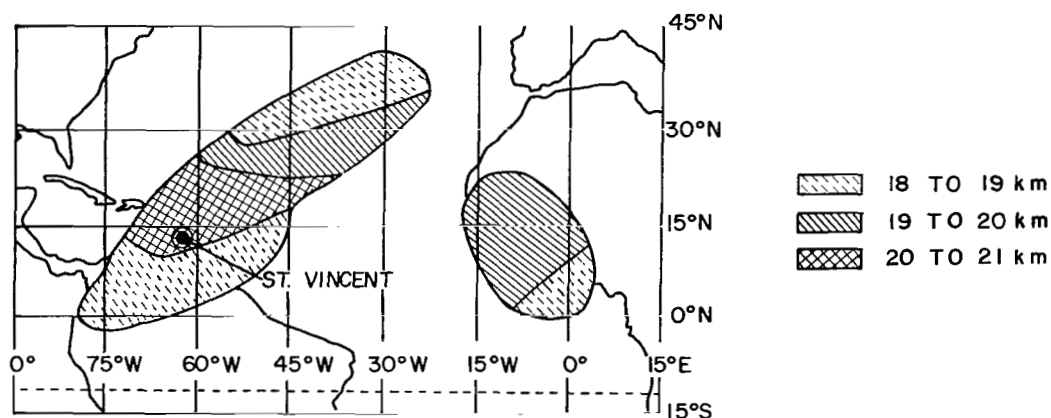 45°N
30°N
15°N
ST. VINCENT
0°N
0° 75°W 60°W 45°W 30°W 15°W 0° 15°E
15°S
18 TO 19 km
19 TO 20 km
20 TO 21 km